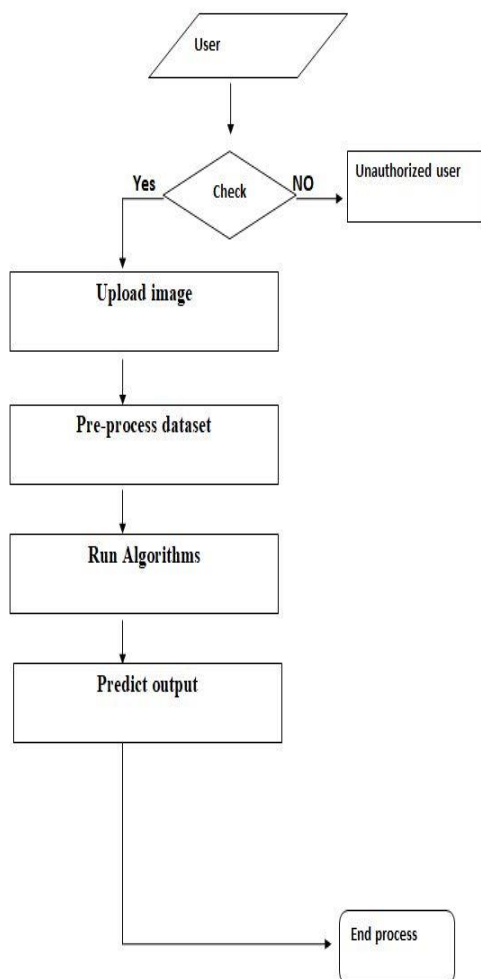 User
Yes
Check
NO
Unauthorized user
Upload image
Pre-process dataset
Run Algorithms
Predict output
End process